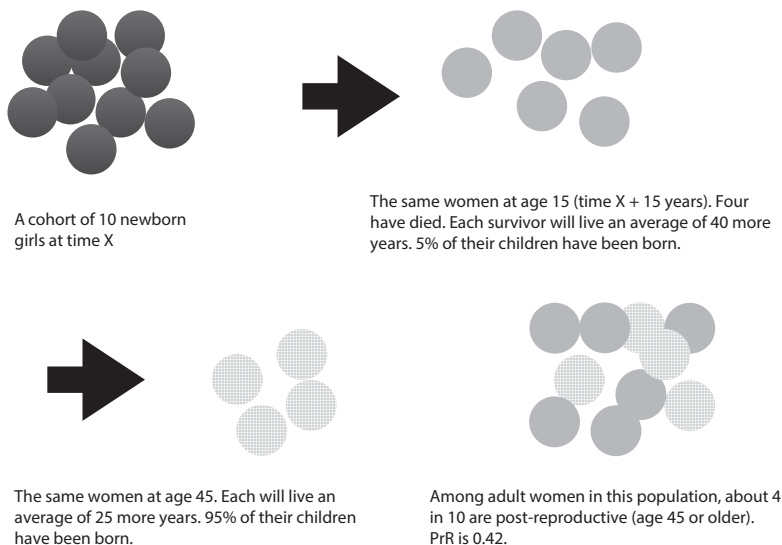 A cohort of 10 newborn
girls at time X
The same women at age 15 (time X + 15 years). Four
have died. Each survivor will live an average of 40 more
years. 5% of their children have been born.
The same women at age 45. Each will live an
average of 25 more years. 95% of their children
have been born.
Among adult women in this population, about 4
in 10 are post-reproductive (age 45 or older).
PrR is 0.42.